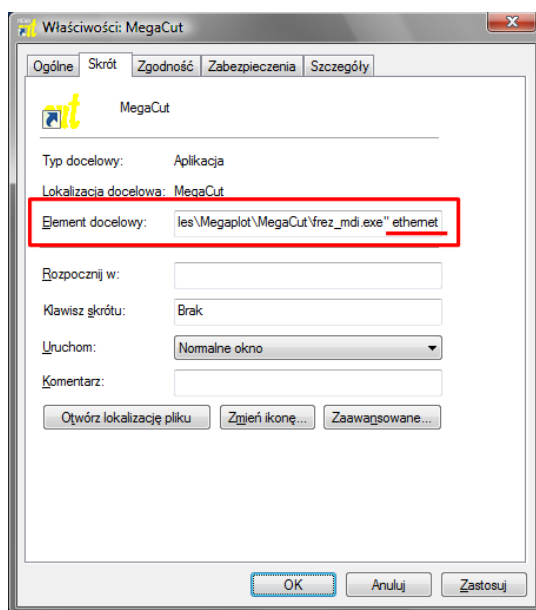 Właściwości: MegaCut
Ogólne Skrót Zgodność Zabezpieczenia Szczegóły
MegaCut
Typ docelowy: Aplikacja
Lokalizacja docelowa: MegaCut
Element docelowy: les\Megaplot\MegaCut\frez_mdi.exe" ethernet
Rozpocznij w:
Klawisz skrótu: Brak
Uruchom: Normalne okno
Komentarz:
Otwórz lokalizację pliku Zmień ikonę... Zaawansowane...
OK Anuluj Zastosuj